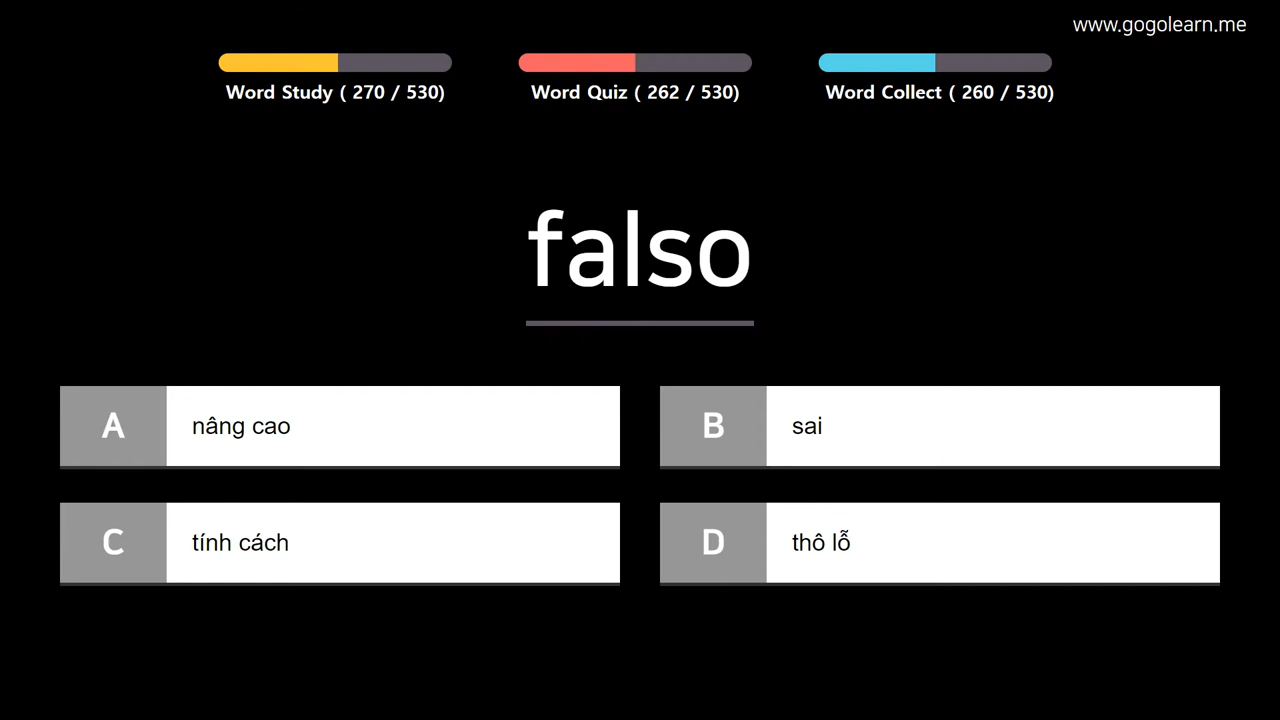 www.gogolearn.me
Word Study ( 270 / 530)
Word Quiz ( 262 / 530)
Word Collect ( 260 / 530)
falso
A nâng cao
B sai
C tính cách
D thô lỗ